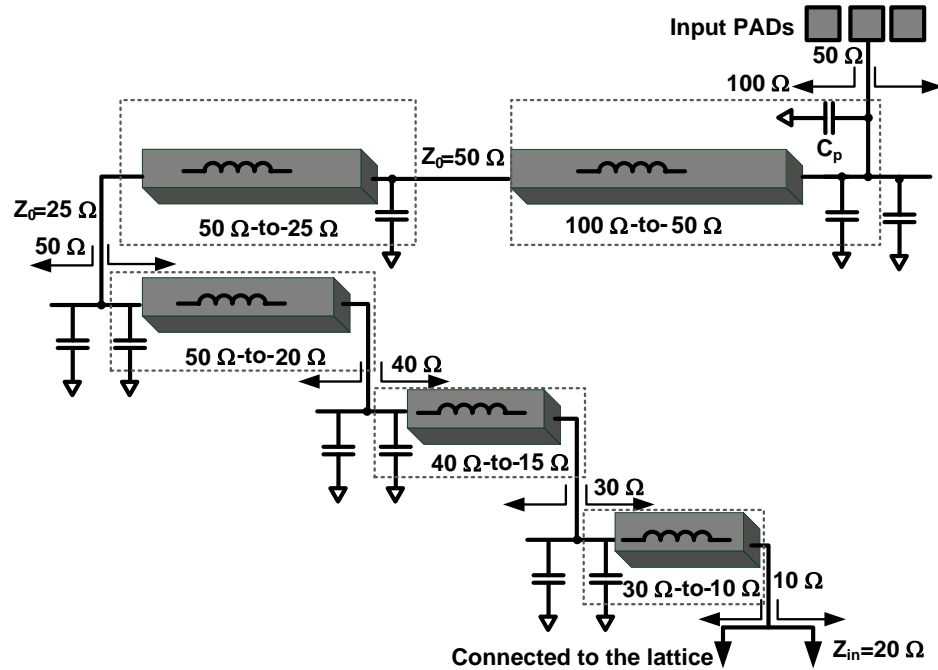 Input PADs
50 Ω
100 Ω
Cp
Z0=50 Ω
50 Ω-to-25 Ω
100 Ω-to-50 Ω
Z0=25 Ω
50 Ω
50 Ω-to-20 Ω
40 Ω
40 Ω-to-15 Ω
30 Ω
30 Ω-to-10 Ω
10 Ω
Connected to the lattice
Zin=20 Ω